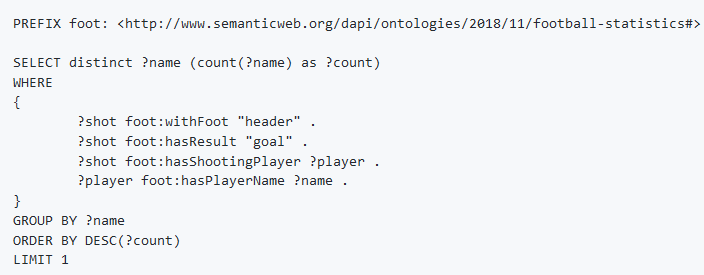 PREFIX foot: <http://www.semanticweb.org/dapi/ontologies/2018/11/football-statistics#>
SELECT distinct ?name (count(?name) as ?count)
WHERE
{
?shot foot:withFoot "header" .
?shot foot:hasResult "goal" .
?shot foot:hasShootingPlayer ?player .
?player foot:hasPlayerName ?name .
}
GROUP BY ?name
ORDER BY DESC(?count)
LIMIT 1